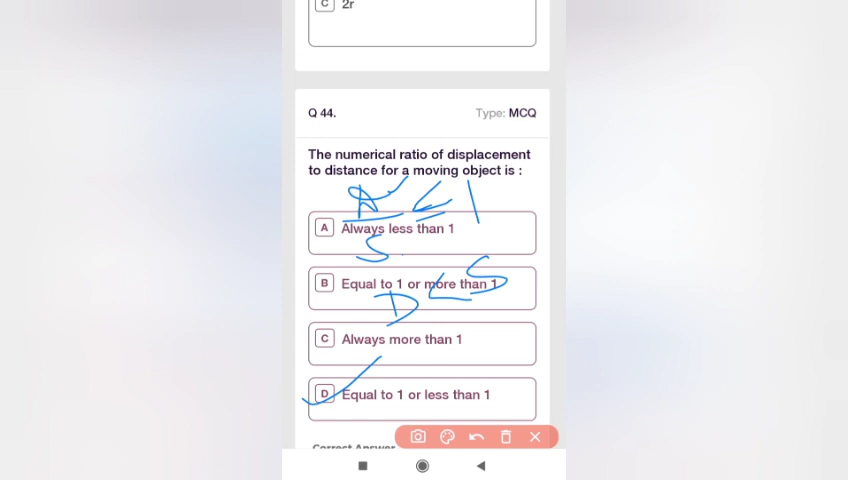 C 2r
Q 44. Type: MCQ
The numerical ratio of displacement
to distance for a moving object is :
A Always less than 1
S
B Equal to 1 or more than 1
D < S
C Always more than 1
D Equal to 1 or less than 1
Correct Answer